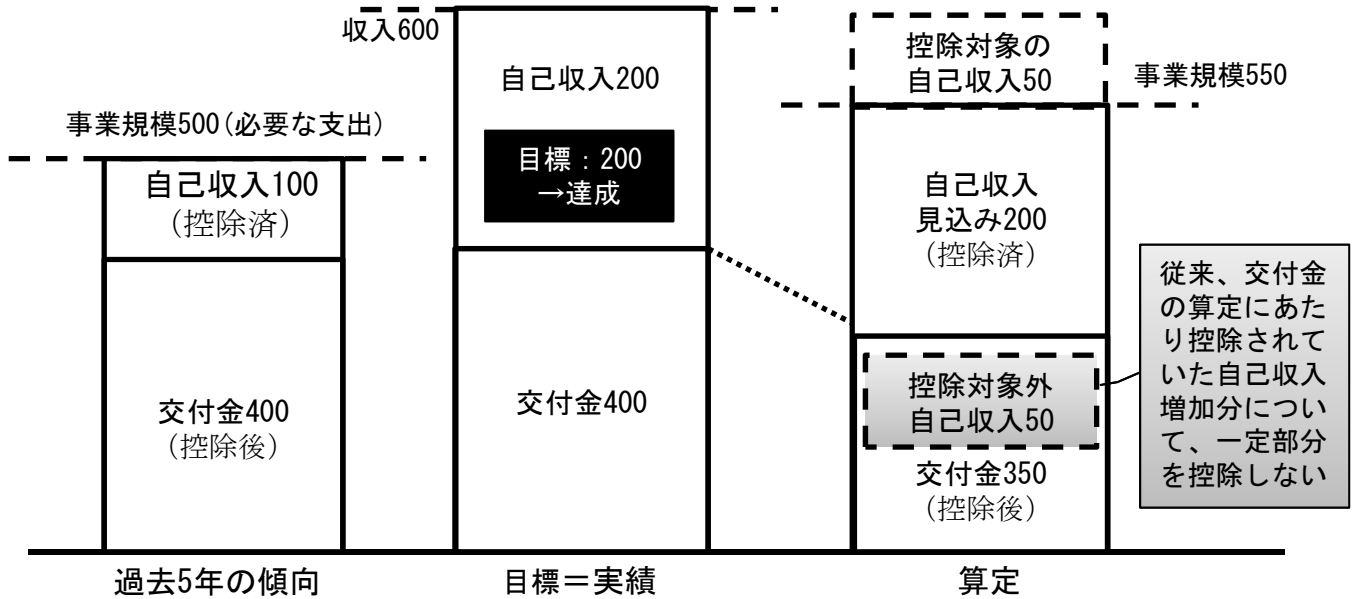 事業規模500(必要な支出)
自己収入100
(控除済)
交付金400
(控除後)
過去5年の傾向
収入600
自己収入200
目標：200
→達成
交付金400
目標＝実績
控除対象の
自己収入50
事業規模550
自己収入
見込み200
(控除済)
控除対象外
自己収入50
交付金350
(控除後)
算定
従来、交付金
の算定にあた
り控除されて
いた自己収入
増加分につい
て、一定部分
を控除しない